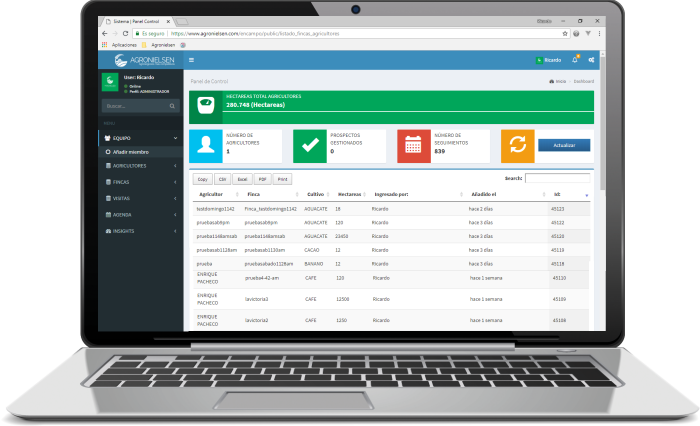 Sistema | Panel Control
Ricardo
Es seguro | https://www.agronielsen.com/encampo/public/listado_fincas_agricultores
Aplicaciones Agronielsen
AGRONIELSEN
Ricardo
User: Ricardo
Online
Perfil: ADMINISTRADOR
Buscar...
MENU
EQUIPO
Añadir miembro
AGRICULTORES
FINCAS
VISITAS
AGENDA
INSIGHTS
Panel de Control
Inicio Dashboard
HECTAREAS TOTAL AGRICULTORES
280.748 (Hectareas)
NÚMERO DE AGRICULTORES
1
PROSPECTOS GESTIONADOS
0
NÚMERO DE SEGUIMIENTOS
839
Actualizar
Copy CSV Excel PDF Print
Search:
Agricultor Finca Cultivo Hectareas Ingresado por: Añadido el Id:
testdomingo1142 Finca_testdomingo1142 AGUACATE 18 Ricardo hace 2 días 45123
pruebasab9pm pruebasab9pm AGUACATE 120 Ricardo hace 3 días 45122
prueba1148amsab prueba1148amsab AGUACATE 23450 Ricardo hace 3 días 45120
pruebasab1128am pruebasab1130am CACAO 12 Ricardo hace 3 días 45119
prueba pruebasabado1128am BANANO 12 Ricardo hace 3 días 45118
ENRIQUE PACHECO prueba4-42-am CAFE 120 Ricardo hace 1 semana 45110
ENRIQUE PACHECO lavictoria3 CAFE 12500 Ricardo hace 1 semana 45109
ENRIQUE PACHECO lavictoria2 CAFE 1250 Ricardo hace 1 semana 45108